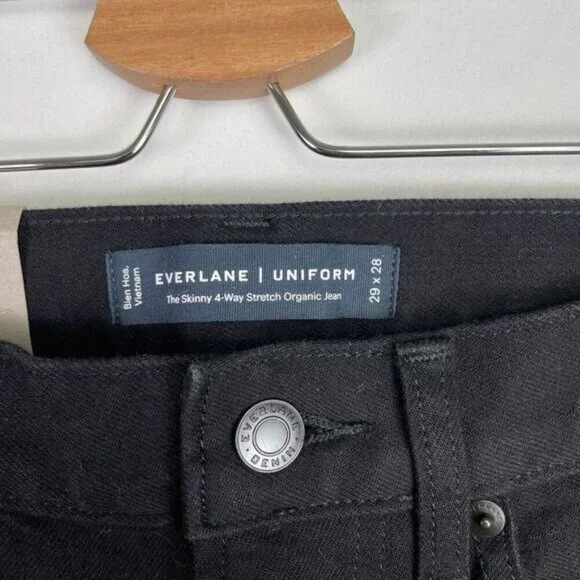 Bien Hoa,
Vietnam
EVERLANE | UNIFORM
The Skinny 4-Way Stretch Organic Jean
29 x 28
EVERLANE
DENIM